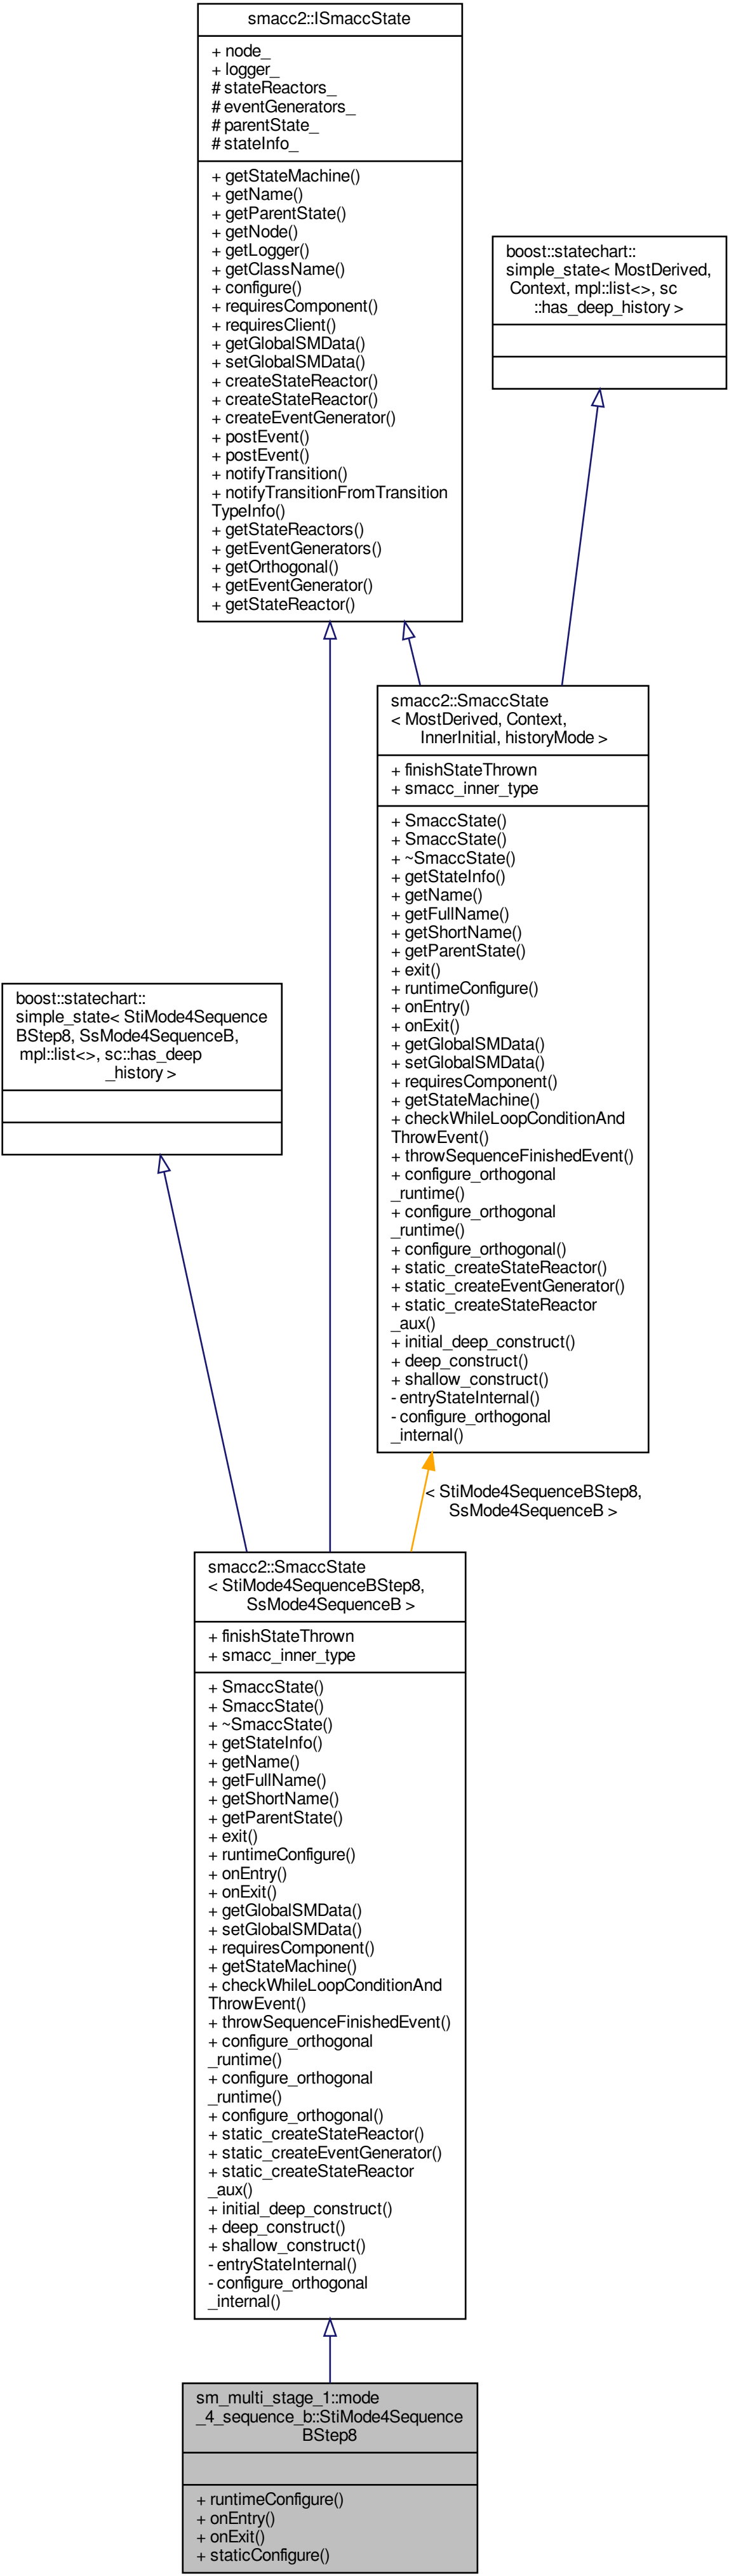 smacc2::ISmaccState
+ node_
+ logger_
# stateReactors_
# eventGenerators_
# parentState_
# stateInfo_
+ getStateMachine()
+ getName()
+ getParentState()
+ getNode()
+ getLogger()
+ getClassName()
+ configure()
+ requiresComponent()
+ requiresClient()
+ getGlobalSMData()
+ setGlobalSMData()
+ createStateReactor()
+ createStateReactor()
+ createEventGenerator()
+ postEvent()
+ postEvent()
+ notifyTransition()
+ notifyTransitionFromTransition
TypeInfo()
+ getStateReactors()
+ getEventGenerators()
+ getOrthogonal()
+ getEventGenerator()
+ getStateReactor()
boost::statechart::
simple_state< MostDerived,
Context, mpl::list<>, sc
::has_deep_history >
smacc2::SmaccState
< MostDerived, Context,
InnerInitial, historyMode >
+ finishStateThrown
+ smacc_inner_type
+ SmaccState()
+ SmaccState()
+ ~SmaccState()
+ getStateInfo()
+ getName()
+ getFullName()
+ getShortName()
+ getParentState()
+ exit()
+ runtimeConfigure()
+ onEntry()
+ onExit()
+ getGlobalSMData()
+ setGlobalSMData()
+ requiresComponent()
+ getStateMachine()
+ checkWhileLoopConditionAnd
ThrowEvent()
+ throwSequenceFinishedEvent()
+ configure_orthogonal
_runtime()
+ configure_orthogonal
_runtime()
+ configure_orthogonal()
+ static_createStateReactor()
+ static_createEventGenerator()
+ static_createStateReactor
_aux()
+ initial_deep_construct()
+ deep_construct()
+ shallow_construct()
- entryStateInternal()
- configure_orthogonal
_internal()
boost::statechart::
simple_state< StiMode4Sequence
BStep8, SsMode4SequenceB,
mpl::list<>, sc::has_deep
_history >
< StiMode4SequenceBStep8,
SsMode4SequenceB >
smacc2::SmaccState
< StiMode4SequenceBStep8,
SsMode4SequenceB >
+ finishStateThrown
+ smacc_inner_type
+ SmaccState()
+ SmaccState()
+ ~SmaccState()
+ getStateInfo()
+ getName()
+ getFullName()
+ getShortName()
+ getParentState()
+ exit()
+ runtimeConfigure()
+ onEntry()
+ onExit()
+ getGlobalSMData()
+ setGlobalSMData()
+ requiresComponent()
+ getStateMachine()
+ checkWhileLoopConditionAnd
ThrowEvent()
+ throwSequenceFinishedEvent()
+ configure_orthogonal
_runtime()
+ configure_orthogonal
_runtime()
+ configure_orthogonal()
+ static_createStateReactor()
+ static_createEventGenerator()
+ static_createStateReactor
_aux()
+ initial_deep_construct()
+ deep_construct()
+ shallow_construct()
- entryStateInternal()
- configure_orthogonal
_internal()
sm_multi_stage_1::mode
_4_sequence_b::StiMode4Sequence
BStep8
+ runtimeConfigure()
+ onEntry()
+ onExit()
+ staticConfigure()